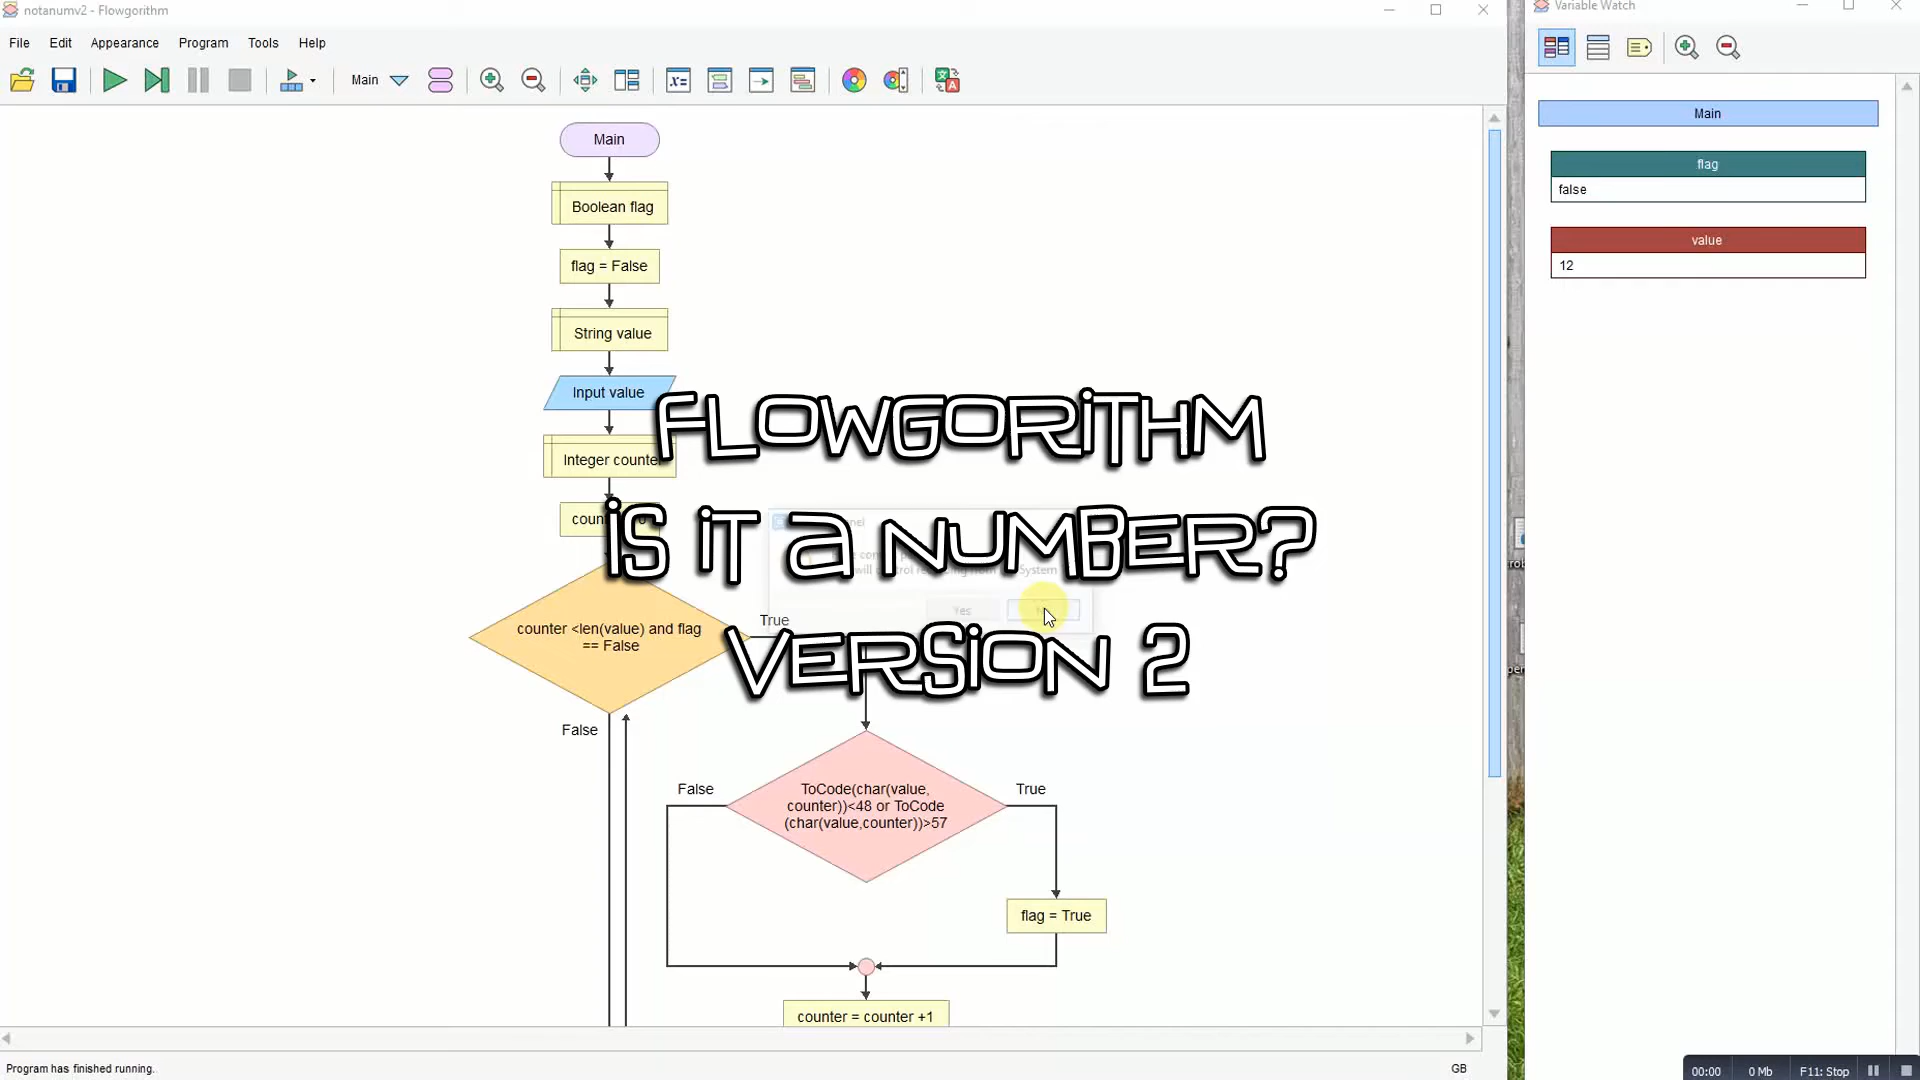 notanumv2 - Flowgorithm
Variable Watch
File Edit Appearance Program Tools Help
Main
Main
Main
flag
false
value
12
Boolean flag
flag = False
String value
Input value
FLOWGORITHM
Integer counte
coun
IS IT A NUMBER?
Yes
counter <len(value) and flag
== False
True
VERSION 2
False
False
ToCode(char(value,
counter))<48 or ToCode
(char(value,counter))>57
True
flag = True
counter = counter +1
Program has finished running.
GB
00:00 0 Mb F11: Stop